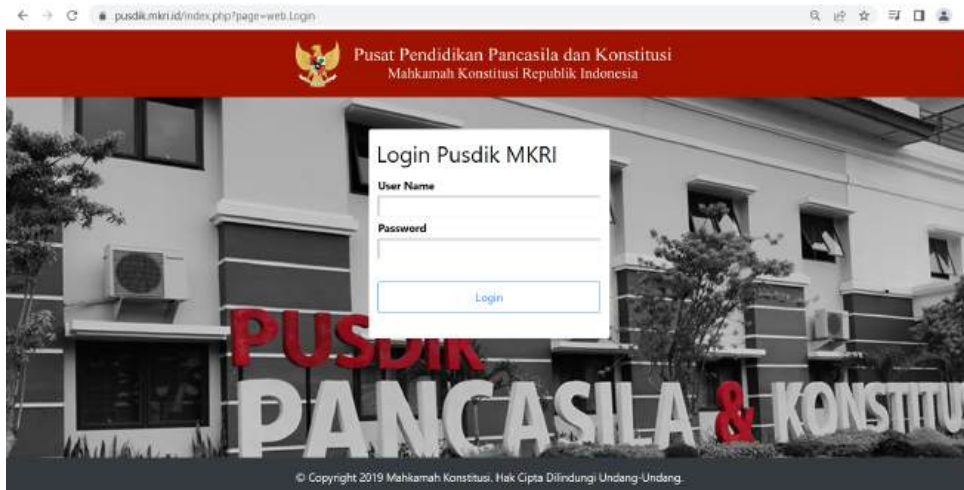 pusdik.mkri.id/index.php?page=web.Login
Pusat Pendidikan Pancasila dan Konstitusi
Mahkamah Konstitusi Republik Indonesia
Login Pusdik MKRI
User Name
Password
Login
PUSDIK
PANCASILA & KONSTITU
© Copyright 2019 Mahkamah Konstitusi. Hak Cipta Dilindungi Undang-Undang.